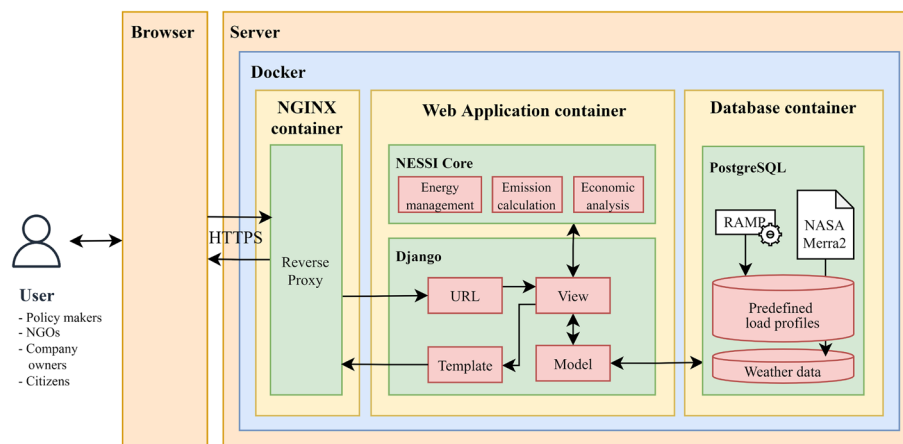 Browser
Server
Docker
NGINX
container
Web Application container
Database container
NESSI Core
Energy
management
Emission
calculation
Economic
analysis
PostgreSQL
RAMP
NASA
Merra2
HTTPS
Reverse
Proxy
Django
URL
View
Template
Model
Predefined
load profiles
Weather data
User
- Policy makers
- NGOs
- Company
owners
- Citizens